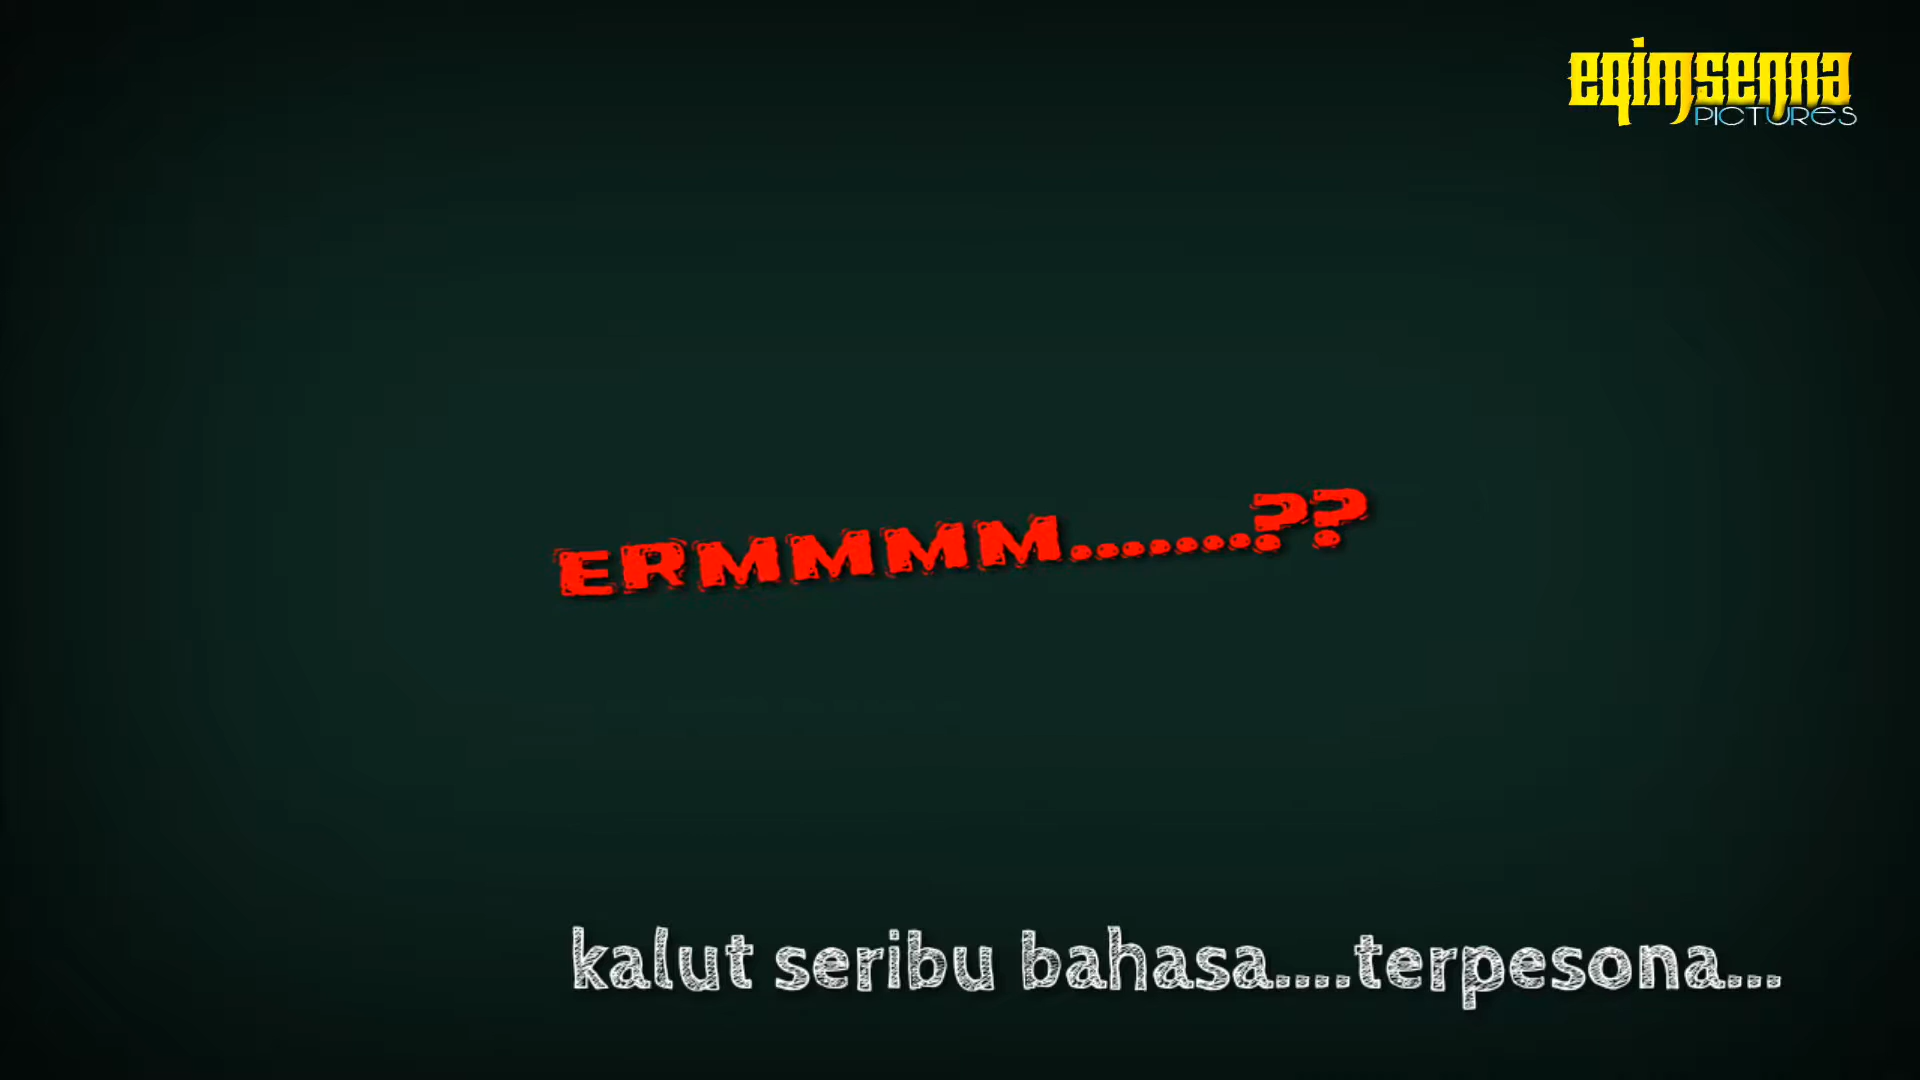 eqimsenna
PICTURES
ERMMMM.......??
kalut seribu bahasa....terpesona...